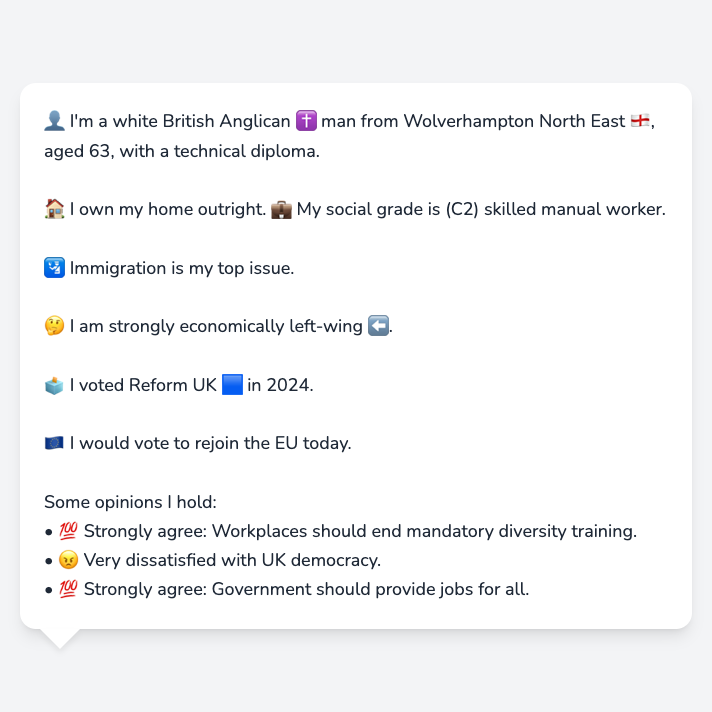 👤 I'm a white British Anglican ✝️ man from Wolverhampton North East 🏴󠁧󠁢󠁥󠁮󠁧󠁿,
aged 63, with a technical diploma.
🏠 I own my home outright. 💼 My social grade is (C2) skilled manual worker.
🛂 Immigration is my top issue.
🤔 I am strongly economically left-wing ⬅️.
🗳️ I voted Reform UK 🟦 in 2024.
🇪🇺 I would vote to rejoin the EU today.
Some opinions I hold:
• 💯 Strongly agree: Workplaces should end mandatory diversity training.
• 😠 Very dissatisfied with UK democracy.
• 💯 Strongly agree: Government should provide jobs for all.